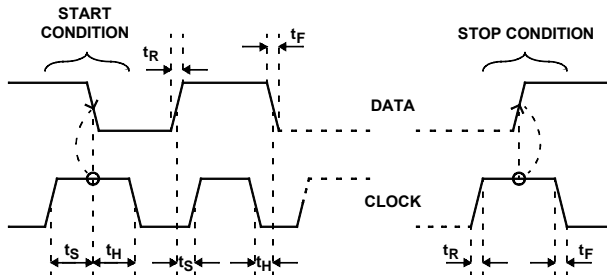 START
CONDITION
tR
tF
STOP CONDITION
DATA
CLOCK
tS
tH
tS
tH
tR
tF